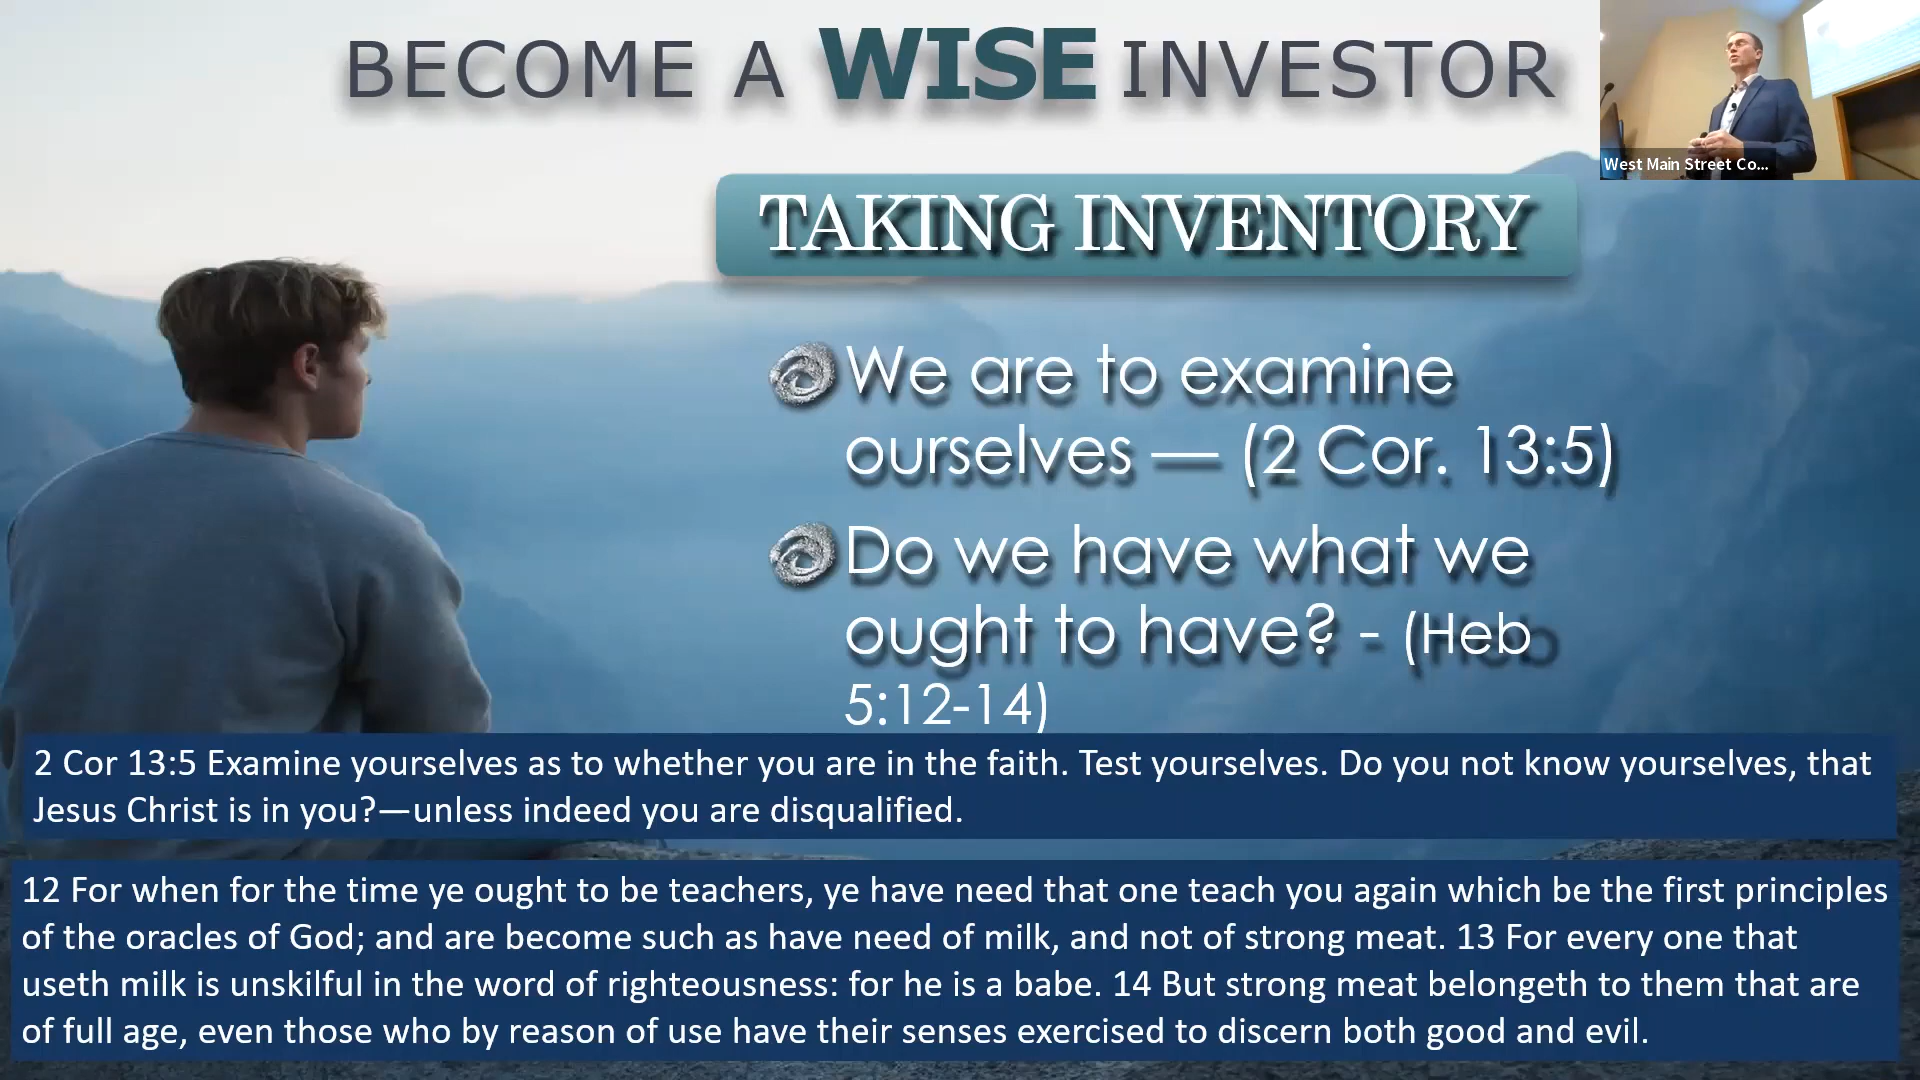 BECOME A WISE INVESTOR
West Main Street Co...
TAKING INVENTORY
We are to examine
ourselves — (2 Cor. 13:5)
Do we have what we
ought to have? - (Heb
5:12-14)
2 Cor 13:5 Examine yourselves as to whether you are in the faith. Test yourselves. Do you not know yourselves, that
Jesus Christ is in you?—unless indeed you are disqualified.
12 For when for the time ye ought to be teachers, ye have need that one teach you again which be the first principles
of the oracles of God; and are become such as have need of milk, and not of strong meat. 13 For every one that
useth milk is unskilful in the word of righteousness: for he is a babe. 14 But strong meat belongeth to them that are
of full age, even those who by reason of use have their senses exercised to discern both good and evil.